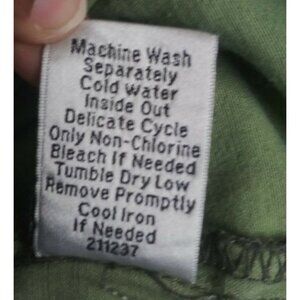 Machine Wash
Separately
Cold water
Inside Out
Delicate Cycle
Only Non-Chlorine
Bleach If Needed
Tumble Dry Low
Remove Promptly
Cool Iron
If Needed
211237